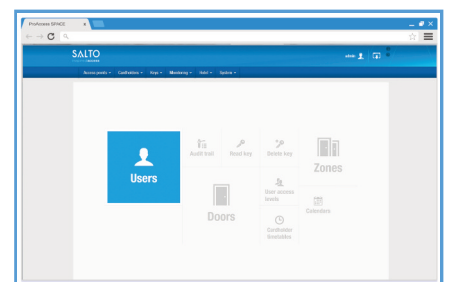 ProAccess SPACE
SALTO
admin
Access points Cardholders Keys Monitoring Hotel System
Audit trail Read key Delete key
Users
Zones
User access
levels
Doors
Calendars
Cardholder
timetables